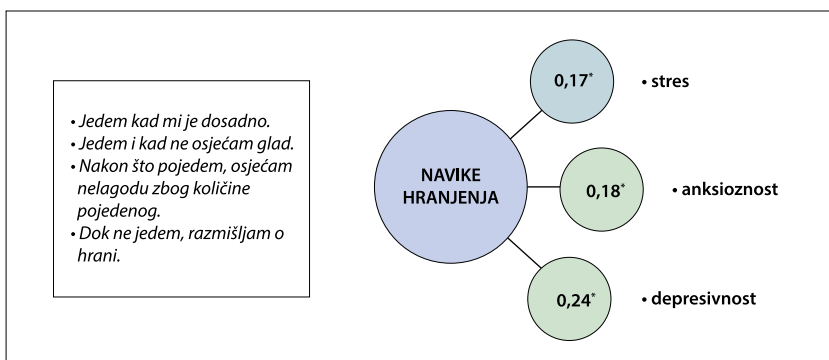 • Jedem kad mi je dosadno.
• Jedem i kad ne osjećam glad.
• Nakon što pojedem, osjećam
nelagodu zbog količine
pojedenog.
• Dok ne jedem, razmišljam o
hrani.
NAVIKE
HRANJENJA
0,17*
• stres
0,18*
• anksioznost
0,24*
• depresivnost